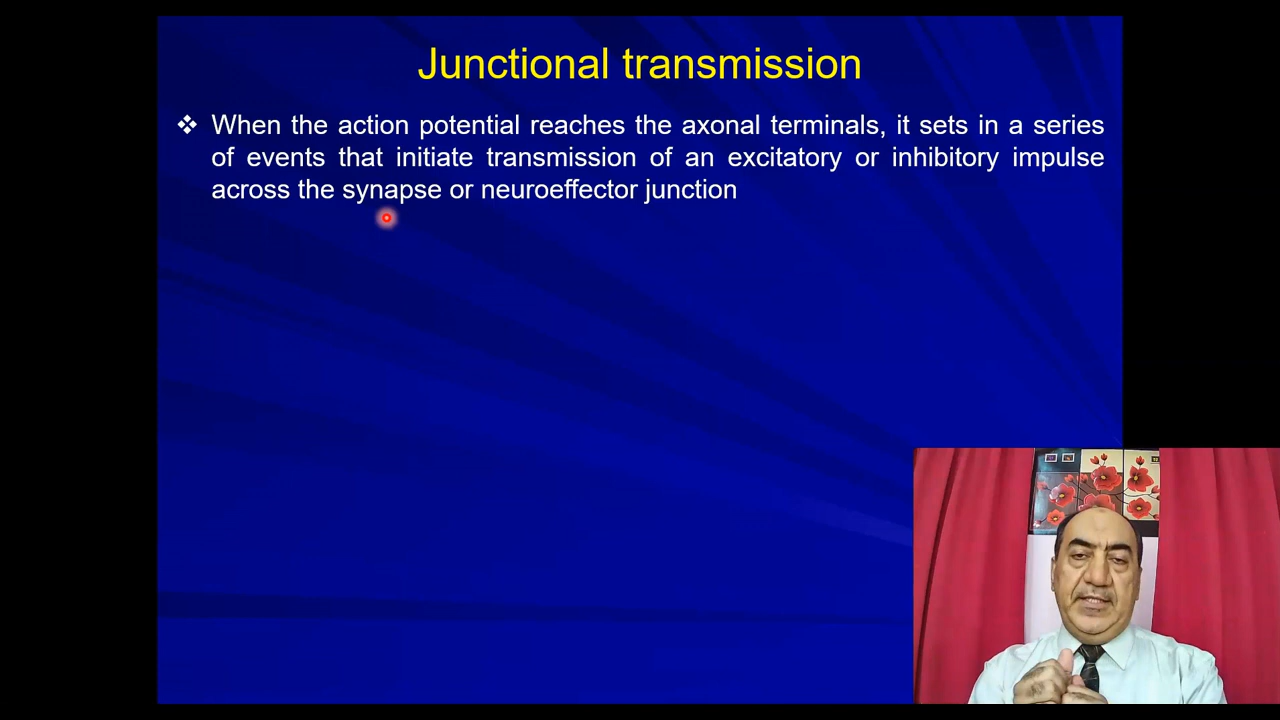 Junctional transmission
❖ When the action potential reaches the axonal terminals, it sets in a series
of events that initiate transmission of an excitatory or inhibitory impulse
across the synapse or neuroeffector junction